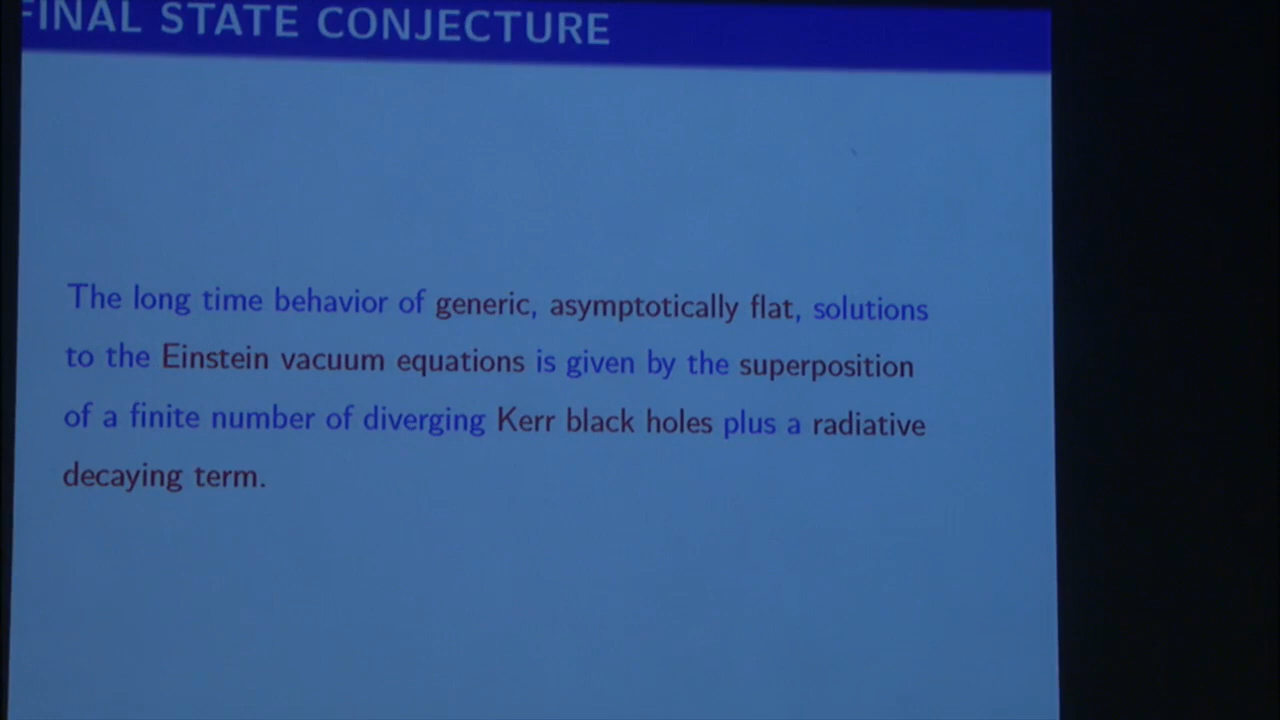 FINAL STATE CONJECTURE
The long time behavior of generic, asymptotically flat, solutions
to the Einstein vacuum equations is given by the superposition
of a finite number of diverging Kerr black holes plus a radiative
decaying term.